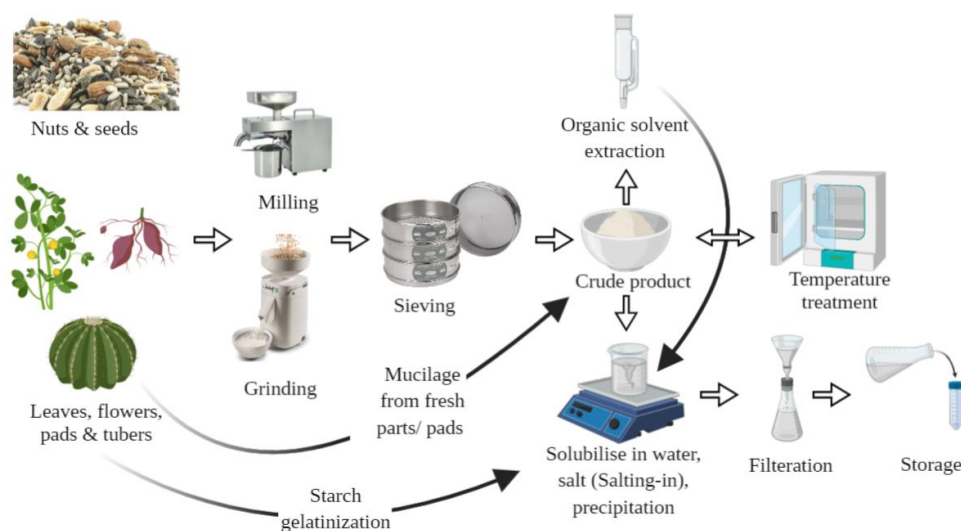 Nuts & seeds
Milling
Organic solvent
extraction
Sieving
Crude product
Temperature
treatment
Grinding
Leaves, flowers,
pads & tubers
Mucilage
from fresh
parts/ pads
Solubilise in water,
salt (Salting-in),
precipitation
Filteration
Storage
Starch
gelatinization